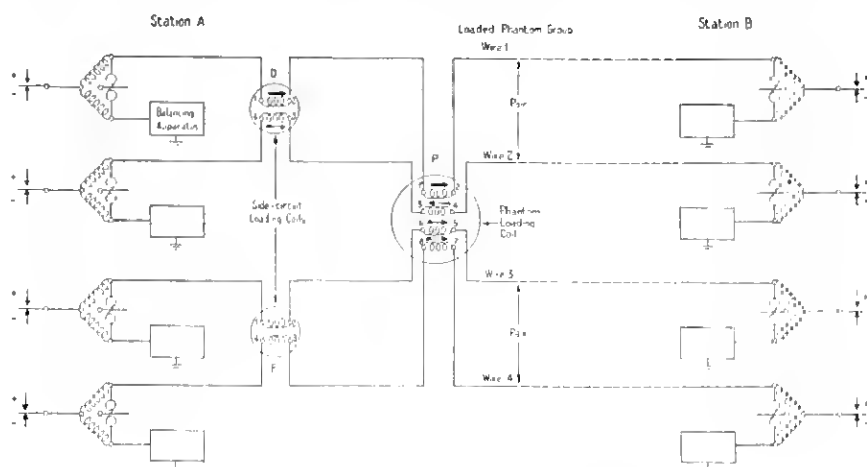 Station A
Station B
Loaded Phantom Group
Wire 1
D
Balancing
Apparatus
Pair
P
Wire 2
Side-circuit
Loading Coils
Phantom
Loading
Coil
Wire 3
Pair
Wire 4